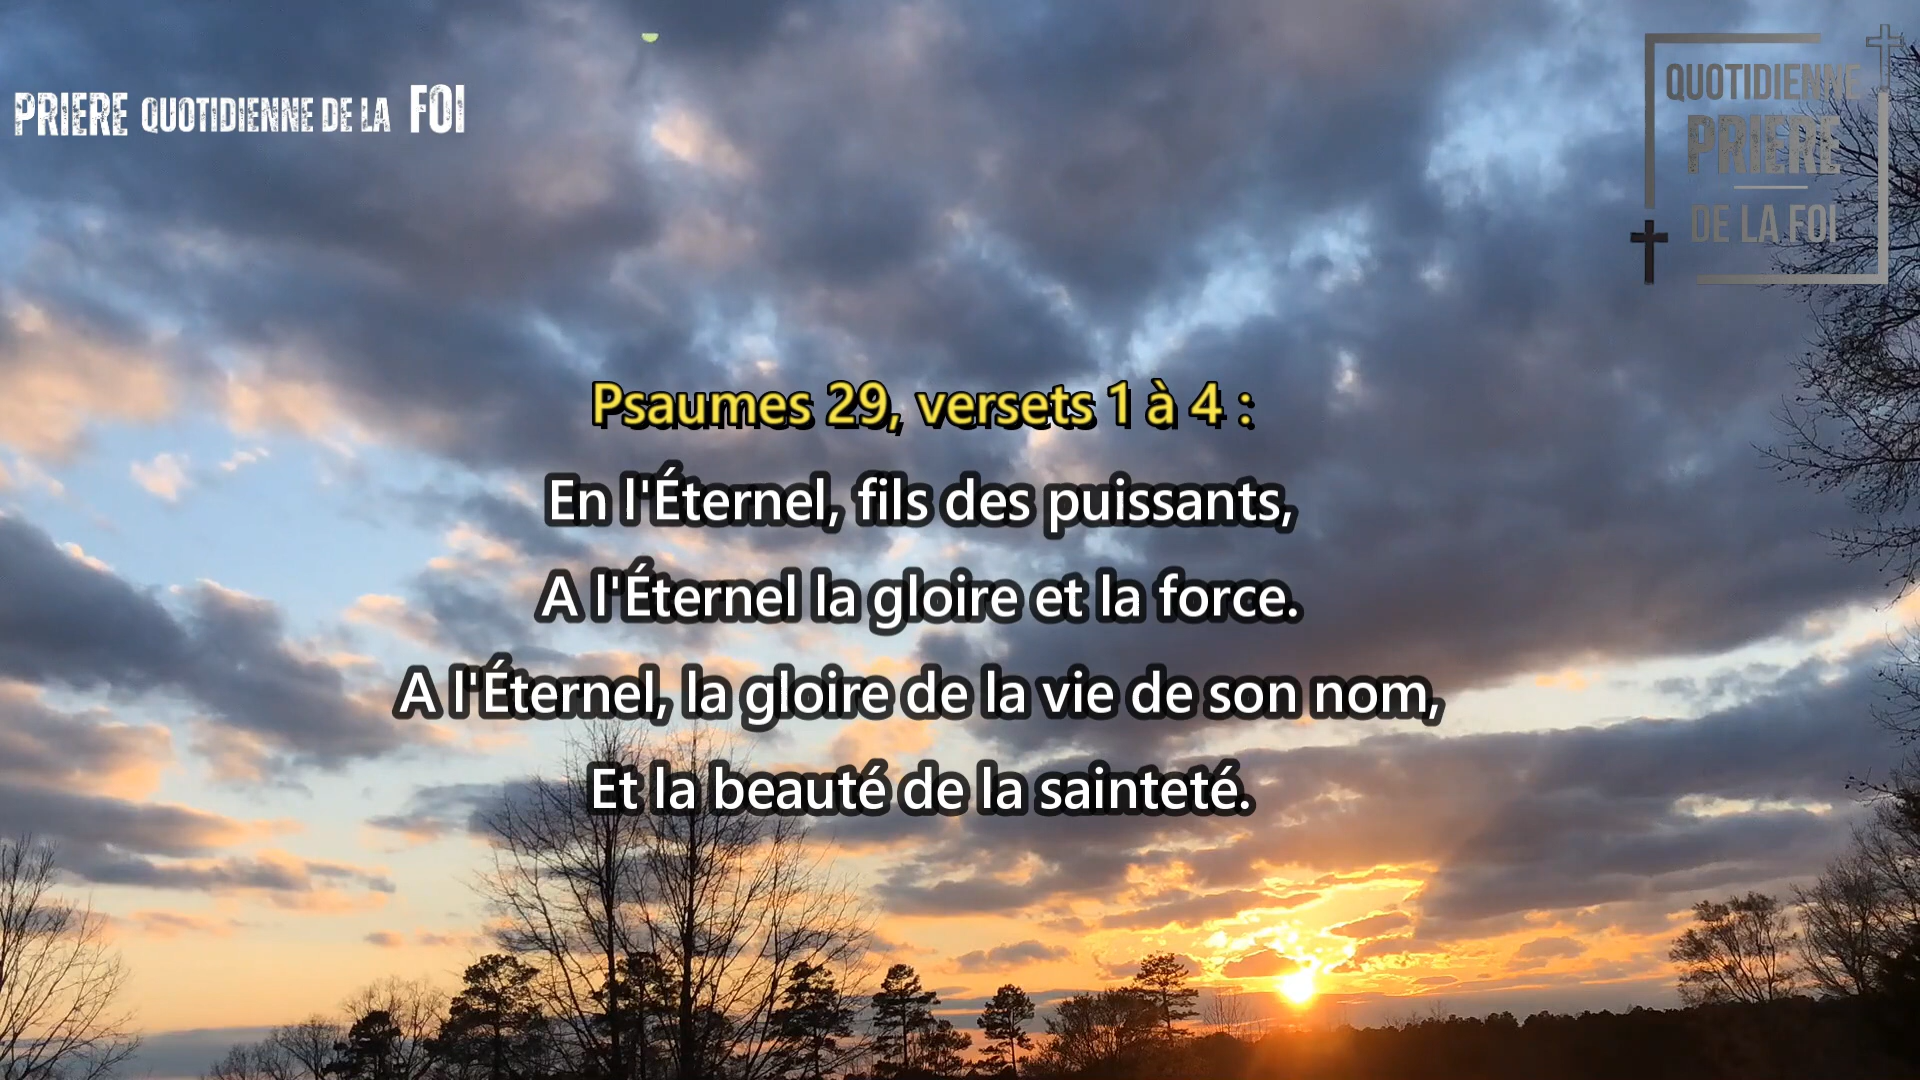 PRIERE QUOTIDIENNE DE LA FOI
QUOTIDIENNE
PRIERE
DE LA FOI
Psaumes 29, versets 1 à 4 :
En l'Éternel, fils des puissants,
A l'Éternel la gloire et la force.
A l'Éternel, la gloire de la vie de son nom,
Et la beauté de la sainteté.